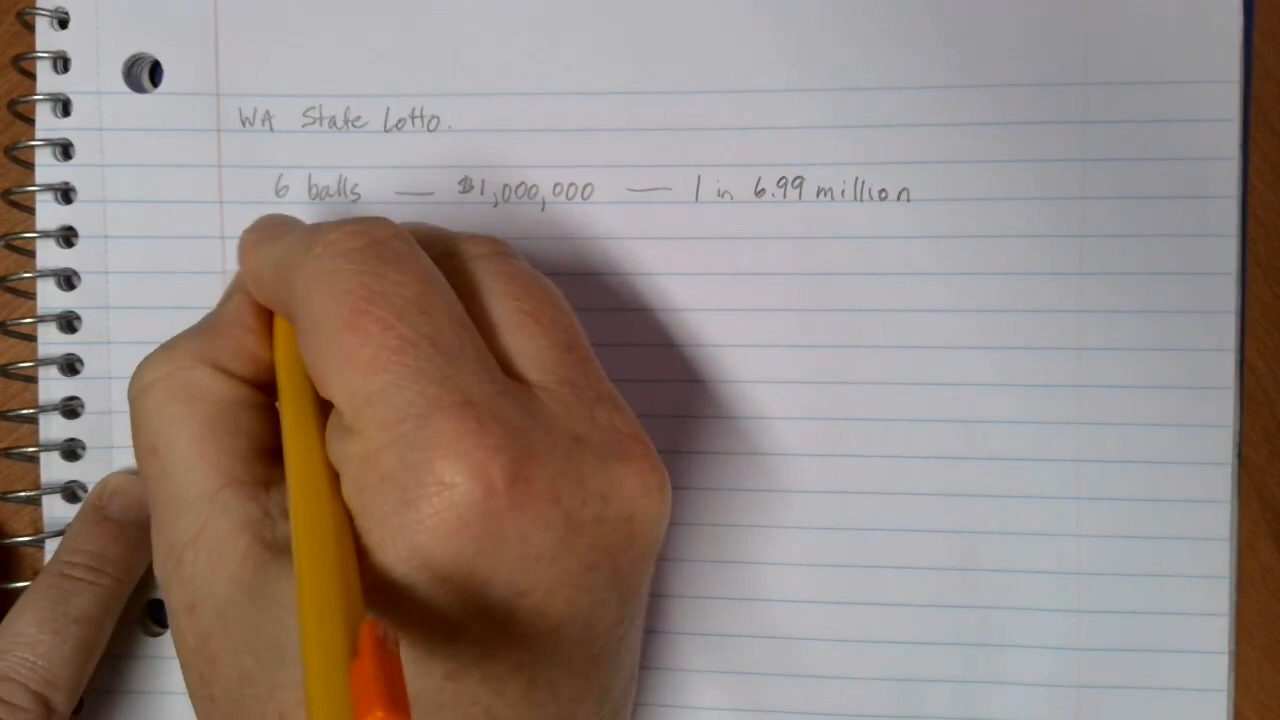 WA State Lotto.
6 balls — $1,000,000 — 1 in 6.99 million